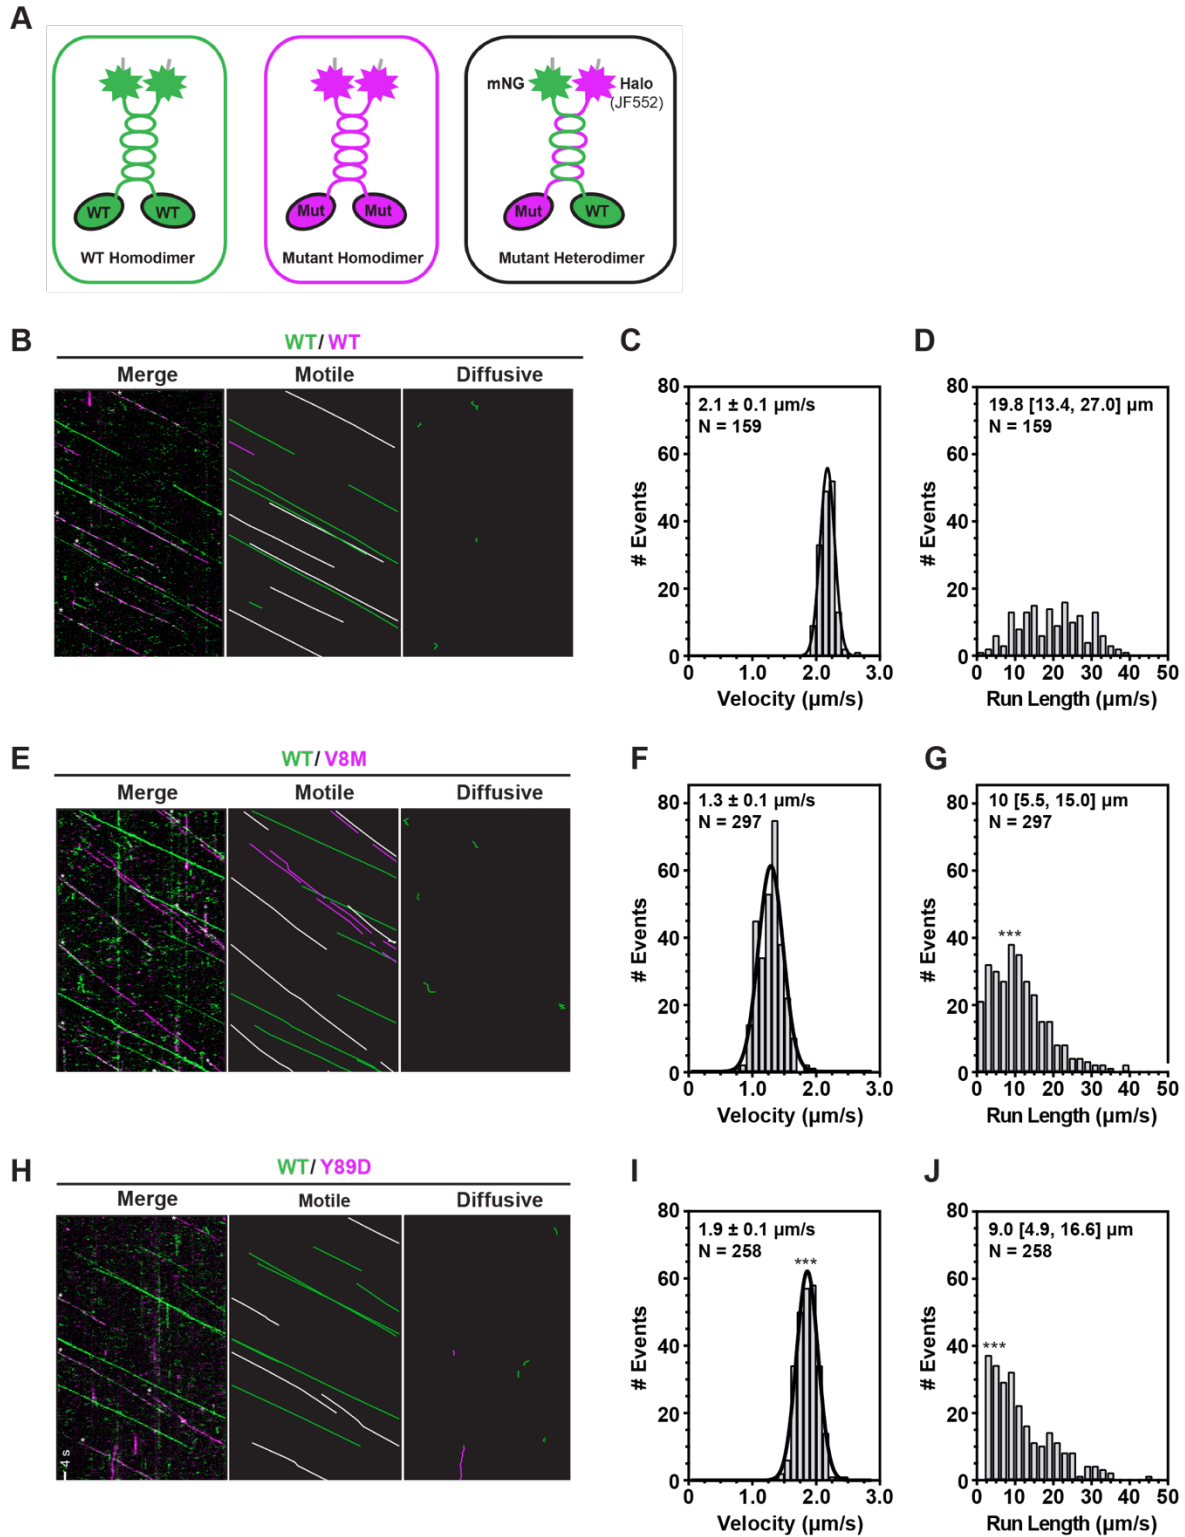 A
mNG
Halo
(JF552)
WT
WT
Mut
Mut
Mut
WT
WT Homodimer
Mutant Homodimer
Mutant Heterodimer
B
WT/WT
Merge
Motile
Diffusive
C
80
60
40
20
0
# Events
2.1 ± 0.1 µm/s
N = 159
1.0
2.0
3.0
Velocity (µm/s)
D
80
60
40
20
0
# Events
19.8 [13.4, 27.0] µm
N = 159
0
10
20
30
40
50
Run Length (µm/s)
E
WT/V8M
Merge
Motile
Diffusive
F
80
60
40
20
0
# Events
1.3 ± 0.1 µm/s
N = 297
0
1.0
2.0
3.0
Velocity (µm/s)
G
80
60
40
20
0
# Events
10 [5.5, 15.0] µm
N = 297
***
0
10
20
30
40
50
Run Length (µm/s)
H
WT/Y89D
Merge
Motile
Diffusive
4 s
I
80
60
40
20
0
# Events
1.9 ± 0.1 µm/s
N = 258
***
0
1.0
2.0
3.0
Velocity (µm/s)
J
80
60
40
20
0
# Events
9.0 [4.9, 16.6] µm
N = 258
***
0
10
20
30
40
50
Run Length (µm/s)